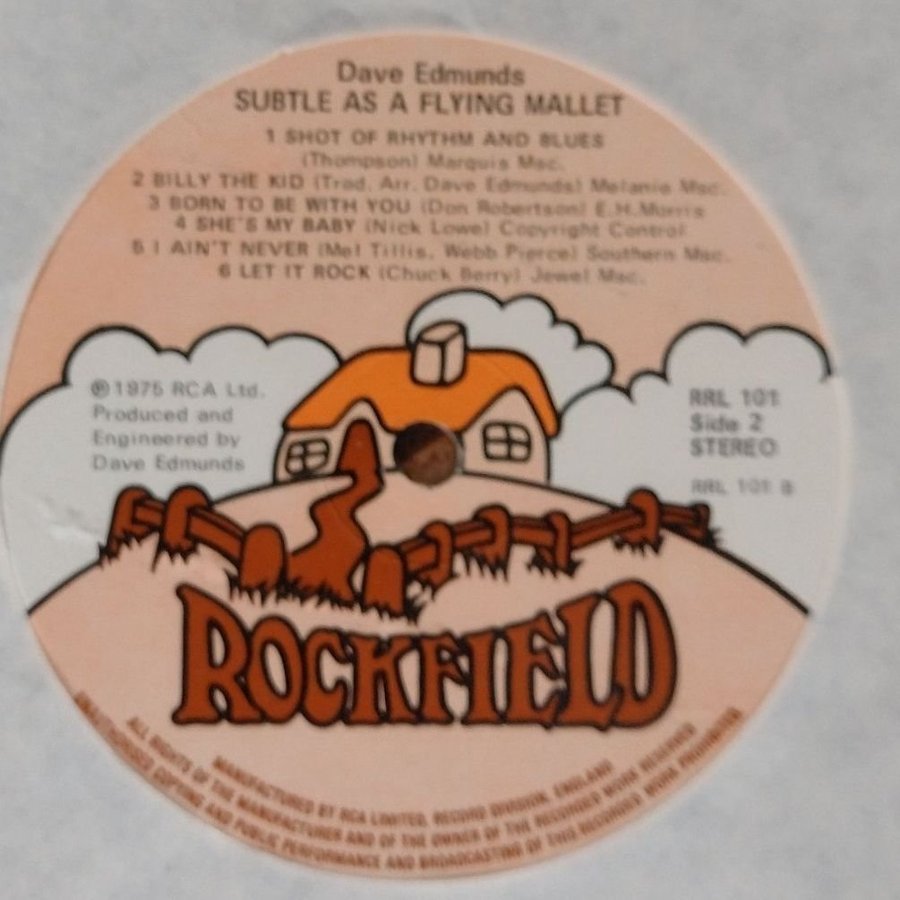 Dave Edmunds
SUBTLE AS A FLYING MALLET
1 SHOT OF RHYTHM AND BLUES
(Thompson) Marquis Msc.
2 BILLY THE KID (Trad. Arr. Dave Edmunds) Melanie Msc.
3 BORN TO BE WITH YOU (Don Robertson) E.H.Morris
4 SHE'S MY BABY (Nick Lowe) Copyright Control
5 I AIN'T NEVER (Mel Tillis, Webb Pierce) Southern Msc.
6 LET IT ROCK (Chuck Berry) Jewel Msc.
℗1975 RCA Ltd.
Produced and
Engineered by
Dave Edmunds
RRL 101
Side 2
STEREO
RRL 101 B
ROCKFIELD
MANUFACTURED BY RCA LIMITED, RECORD DIVISION, ENGLAND
ALL RIGHTS OF THE MANUFACTURER AND OF THE OWNER OF THE RECORDED WORK RESERVED
UNAUTHORISED COPYING AND PUBLIC PERFORMANCE AND BROADCASTING OF THIS RECORDED WORK PROHIBITED